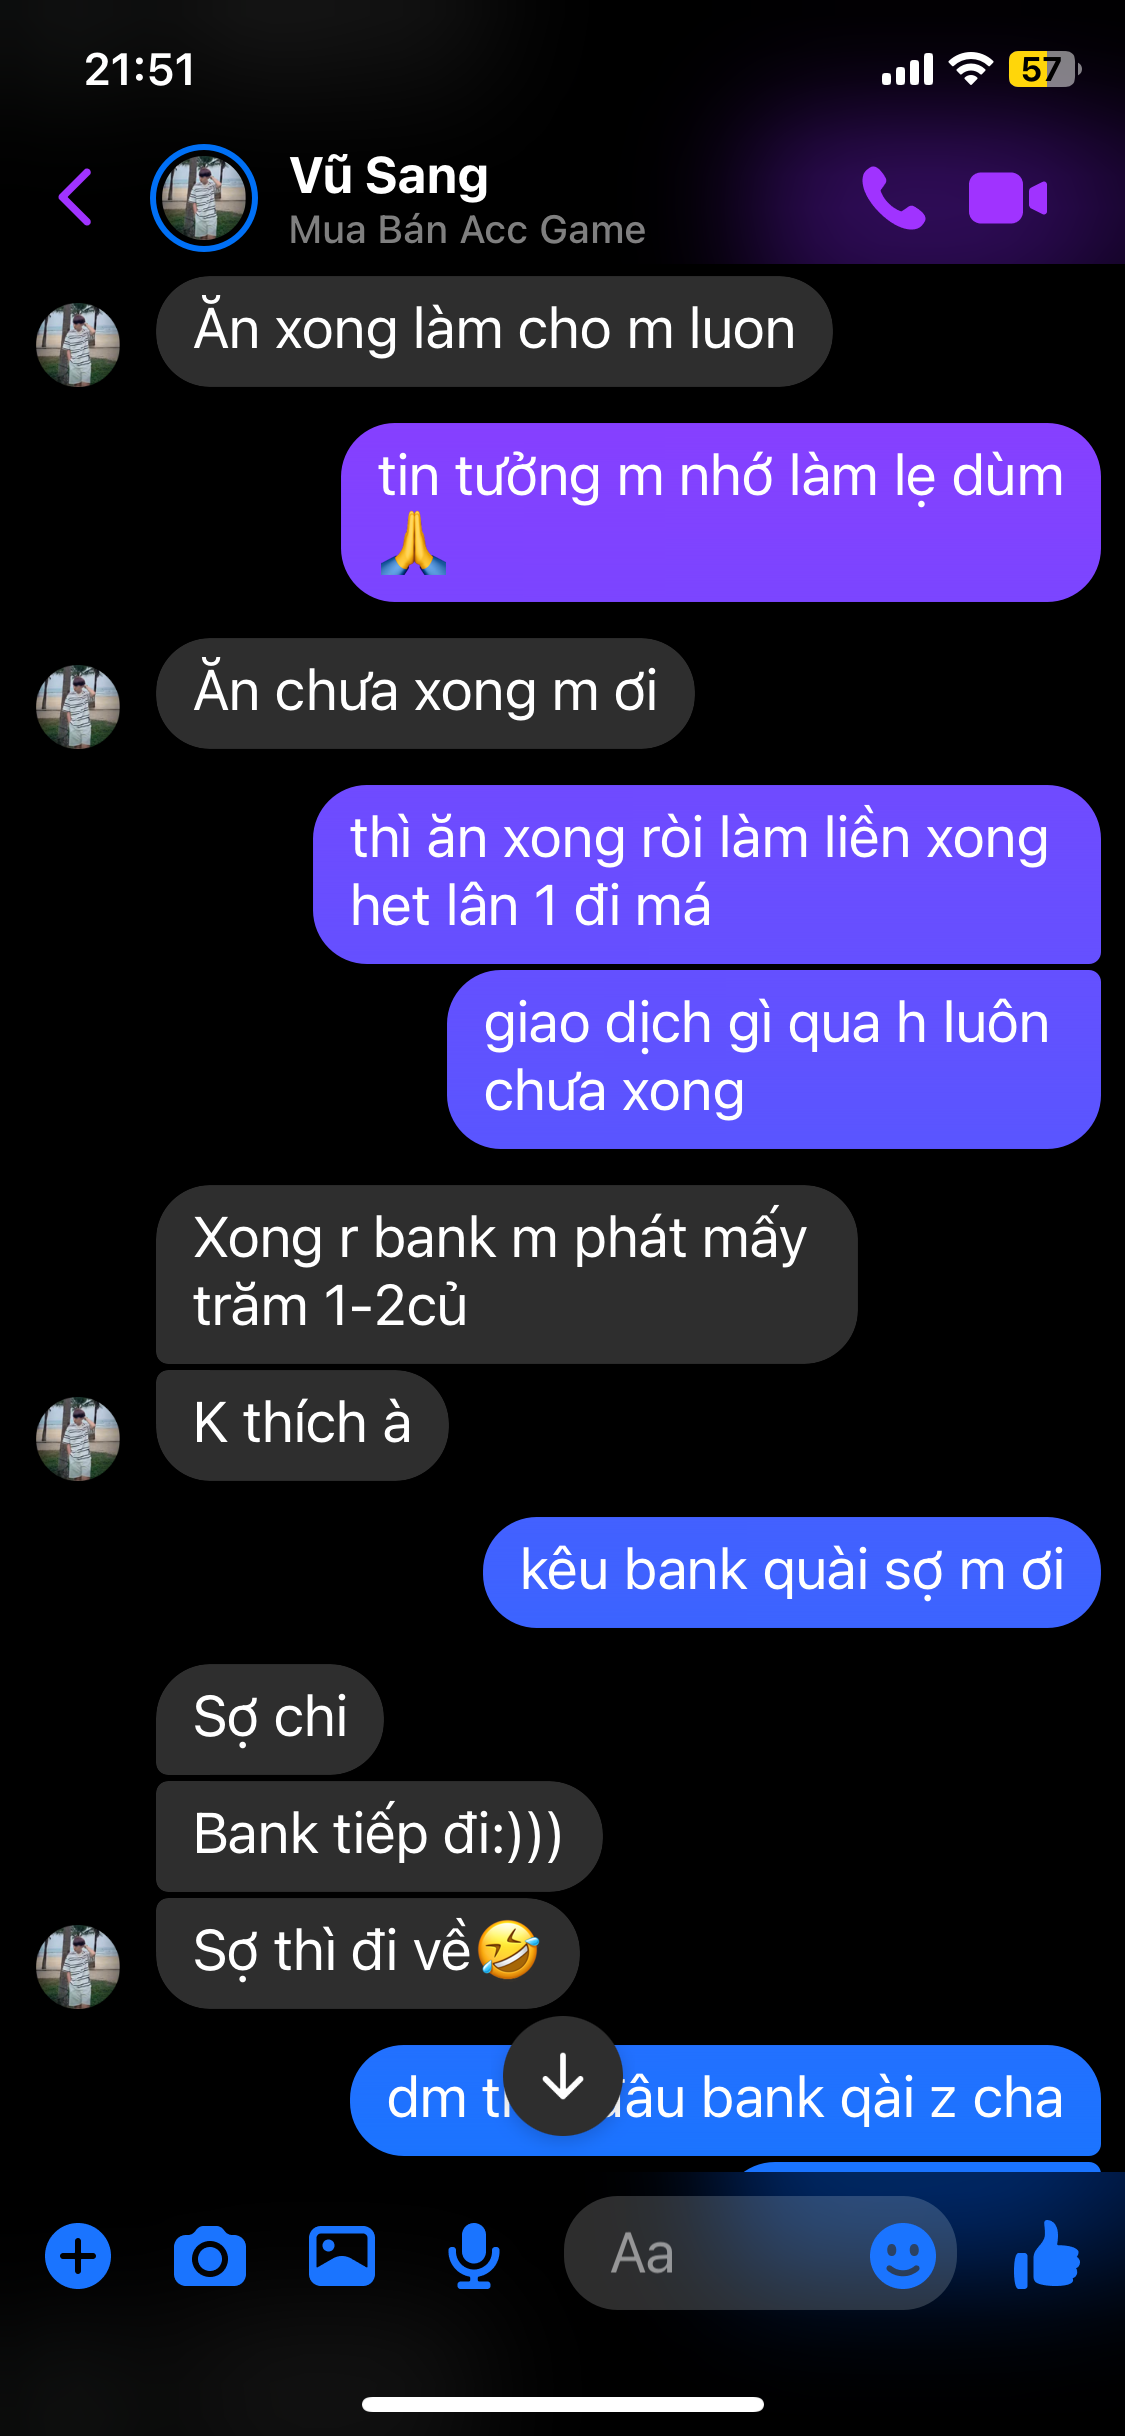 21:51
57
Vũ Sang
Mua Bán Acc Game
Ăn xong làm cho m luon
tin tưởng m nhớ làm lẹ dùm
🙏
Ăn chưa xong m ơi
thì ăn xong ròi làm liền xong
het lân 1 đi má
giao dịch gì qua h luôn
chưa xong
Xong r bank m phát mấy
trăm 1-2củ
K thích à
kêu bank quài sợ m ơi
Sợ chi
Bank tiếp đi:)))
Sợ thì đi về🤣
dm bank qài z cha
Aa